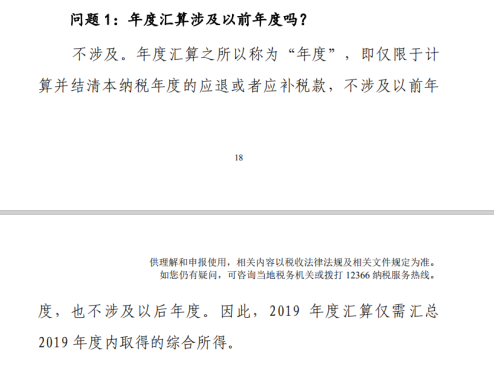 问题 1：年度汇算涉及以前年度吗？
不涉及。年度汇算之所以称为“年度”，即仅限于计
算并结清本纳税年度的应退或者应补税款，不涉及以前年
18
供理解和申报使用，相关内容以税收法律法规及相关文件规定为准。
如您仍有疑问，可咨询当地税务机关或拨打 12366 纳税服务热线。
度，也不涉及以后年度。因此，2019 年度汇算仅需汇总
2019 年度内取得的综合所得。